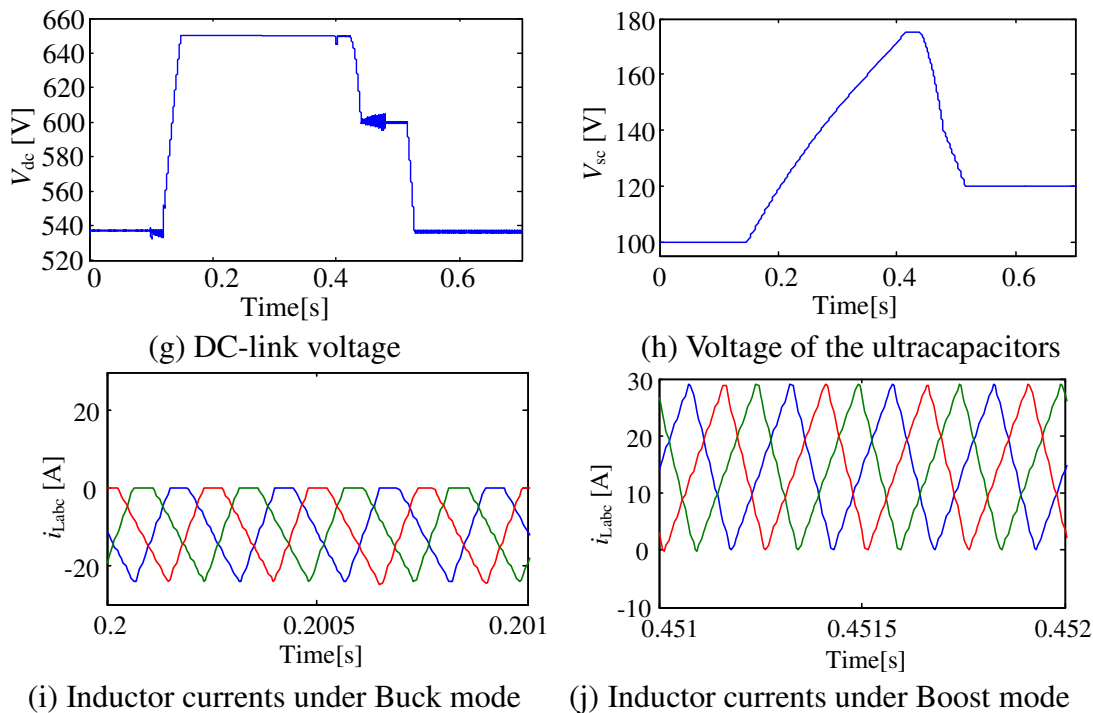 660
640
620
600
580
560
540
520
V_dc [V]
0
0.2
0.4
0.6
Time[s]
(g) DC-link voltage
180
160
140
120
100
V_sc [V]
0
0.2
0.4
0.6
Time[s]
(h) Voltage of the ultracapacitors
20
0
-20
i_Labc [A]
0.2
0.2005
0.201
Time[s]
(i) Inductor currents under Buck mode
30
20
10
0
-10
i_Labc [A]
0.451
0.4515
0.452
Time[s]
(j) Inductor currents under Boost mode